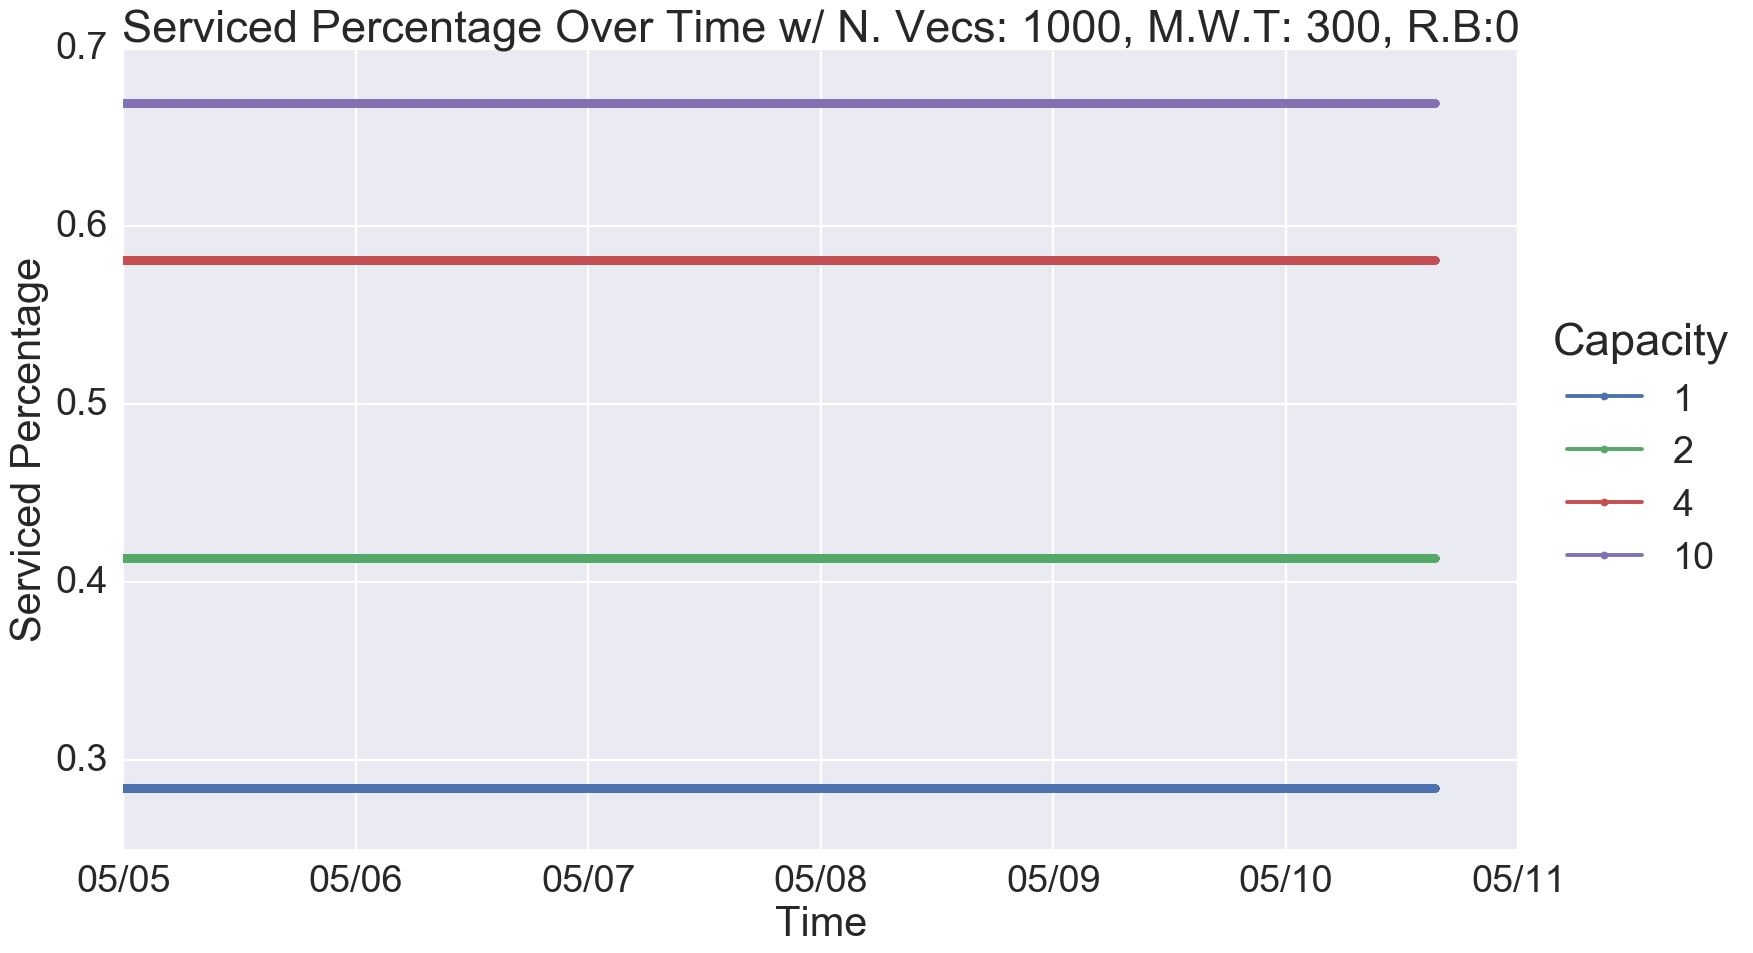 Serviced Percentage Over Time w/ N. Vecs: 1000, M.W.T: 300, R.B:0
Serviced Percentage
0.7
0.6
0.5
0.4
0.3
05/05 05/06 05/07 05/08 05/09 05/10 05/11
Time
Capacity
1
2
4
10